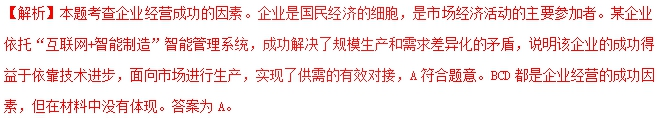 【解析】本题考查企业经营成功的因素。企业是国民经济的细胞，是市场经济活动的主要参加者。某企业
依托“互联网+智能制造”智能管理系统，成功解决了规模生产和需求差异化的矛盾，说明该企业的成功得
益于依靠技术进步，面向市场进行生产，实现了供需的有效对接，A符合题意。BCD都是企业经营的成功因
素，但在材料中没有体现。答案为A。